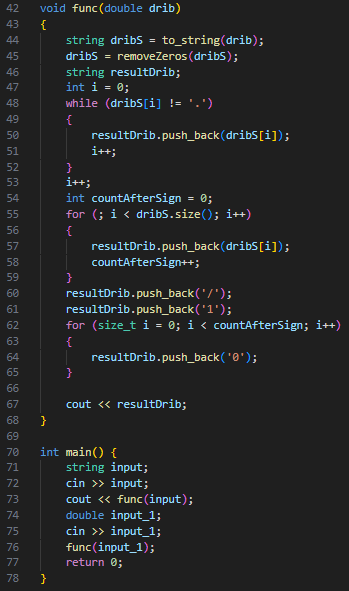 42 void func(double drib)
43 {
44     string dribS = to_string(drib);
45     dribS = removeZeros(dribS);
46     string resultDrib;
47     int i = 0;
48     while (dribS[i] != '.')
49     {
50         resultDrib.push_back(dribS[i]);
51         i++;
52     }
53     i++;
54     int countAfterSign = 0;
55     for (; i < dribS.size(); i++)
56     {
57         resultDrib.push_back(dribS[i]);
58         countAfterSign++;
59     }
60     resultDrib.push_back('/');
61     resultDrib.push_back('1');
62     for (size_t i = 0; i < countAfterSign; i++)
63     {
64         resultDrib.push_back('0');
65     }
66
67     cout << resultDrib;
68 }
69
70 int main() {
71     string input;
72     cin >> input;
73     cout << func(input);
74     double input_1;
75     cin >> input_1;
76     func(input_1);
77     return 0;
78 }